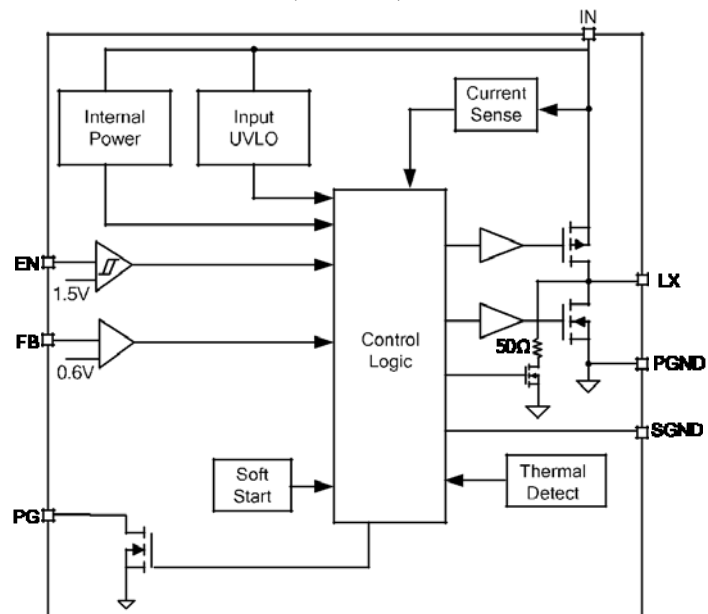 IN
Internal
Power
Input
UVLO
Current
Sense
EN
1.5V
LX
FB
0.6V
Control
Logic
50Ω
PGND
SGND
Soft
Start
Thermal
Detect
PG